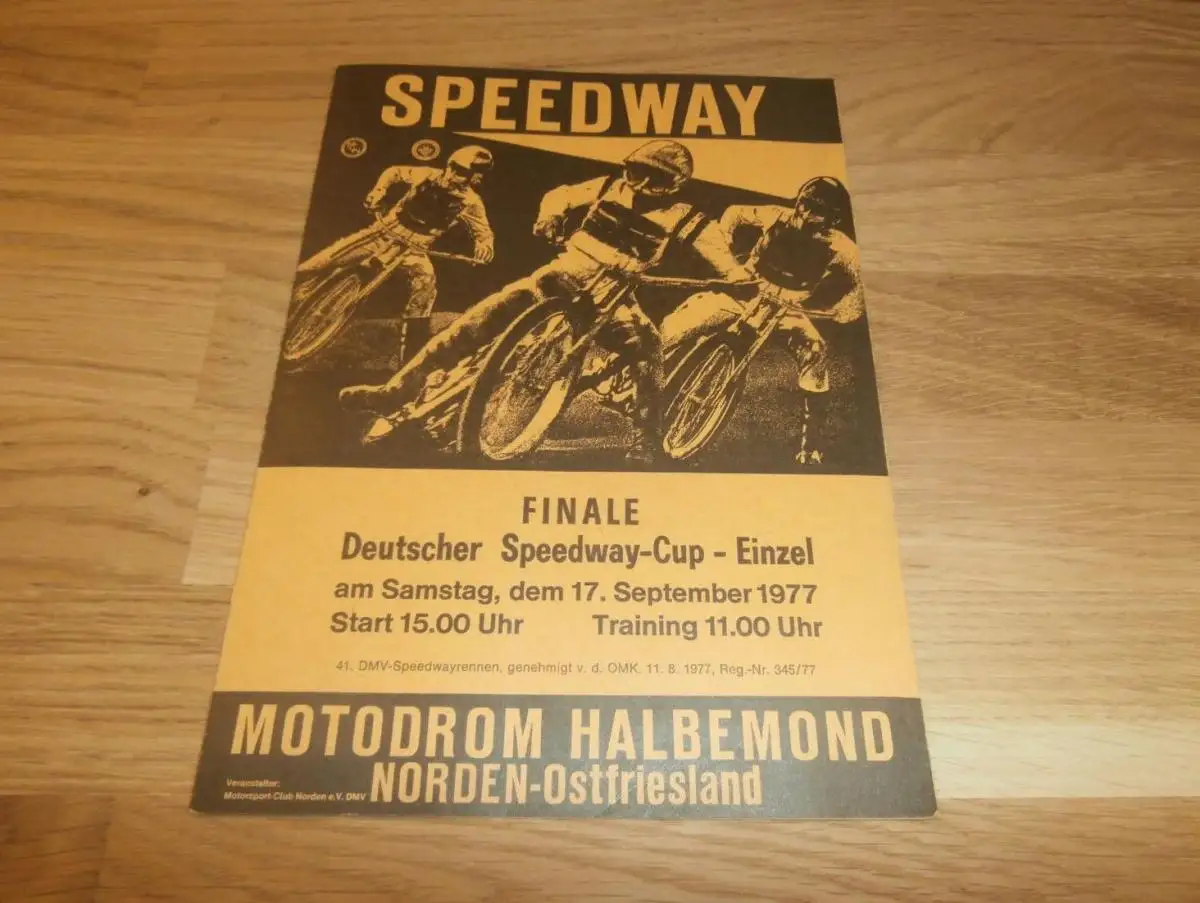 SPEEDWAY
FINALE
Deutscher Speedway-Cup - Einzel
am Samstag, dem 17. September 1977
Start 15.00 Uhr Training 11.00 Uhr
41. DMV-Speedwayrennen, genehmigt v. d. OMK. 11. 8. 1977, Reg.-Nr. 345/77
MOTODROM HALBEMOND
NORDEN-Ostfriesland
Veranstalter:
Motorsport-Club Norden e.V. DMV